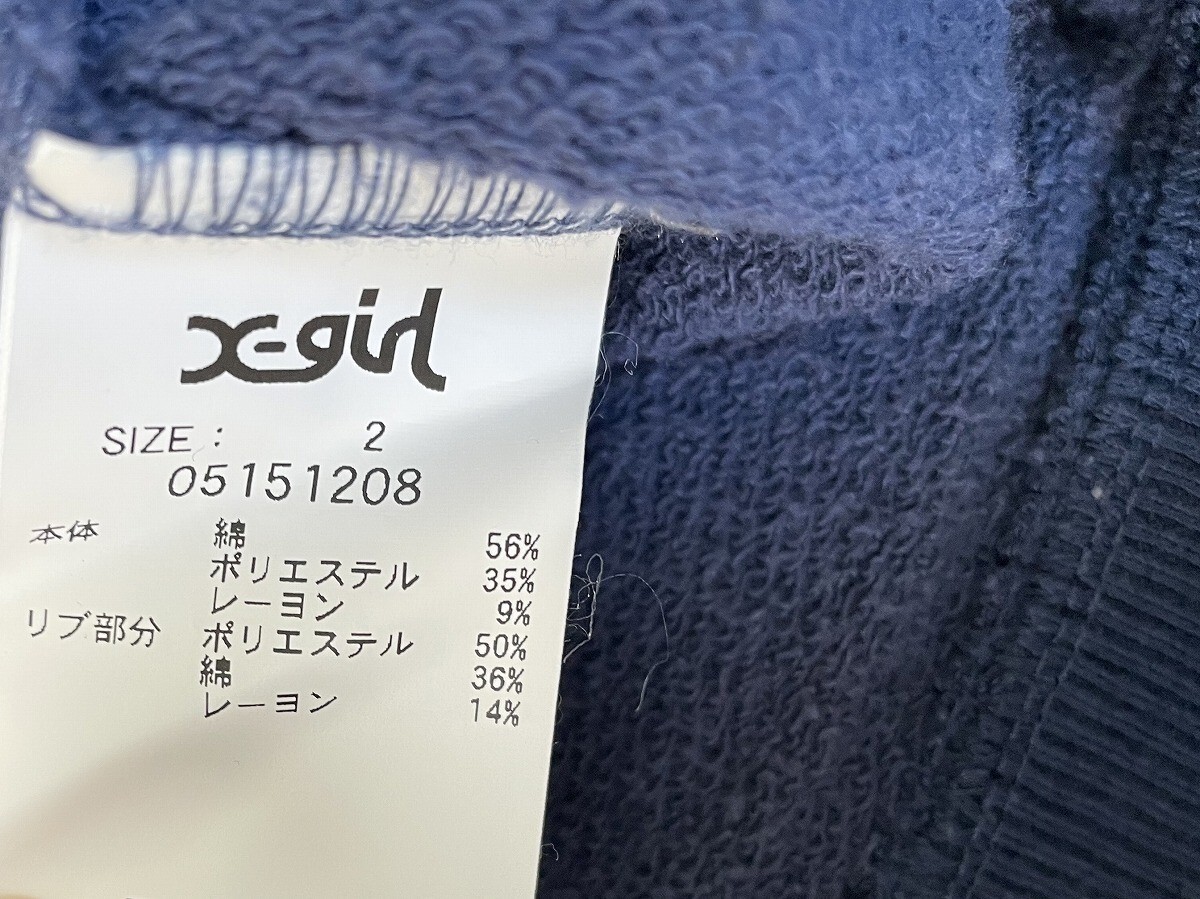 X-girl
SIZE : 2
05151208
本体 綿 56%
ポリエステル 35%
レーヨン 9%
リブ部分 ポリエステル 50%
綿 36%
レーヨン 14%